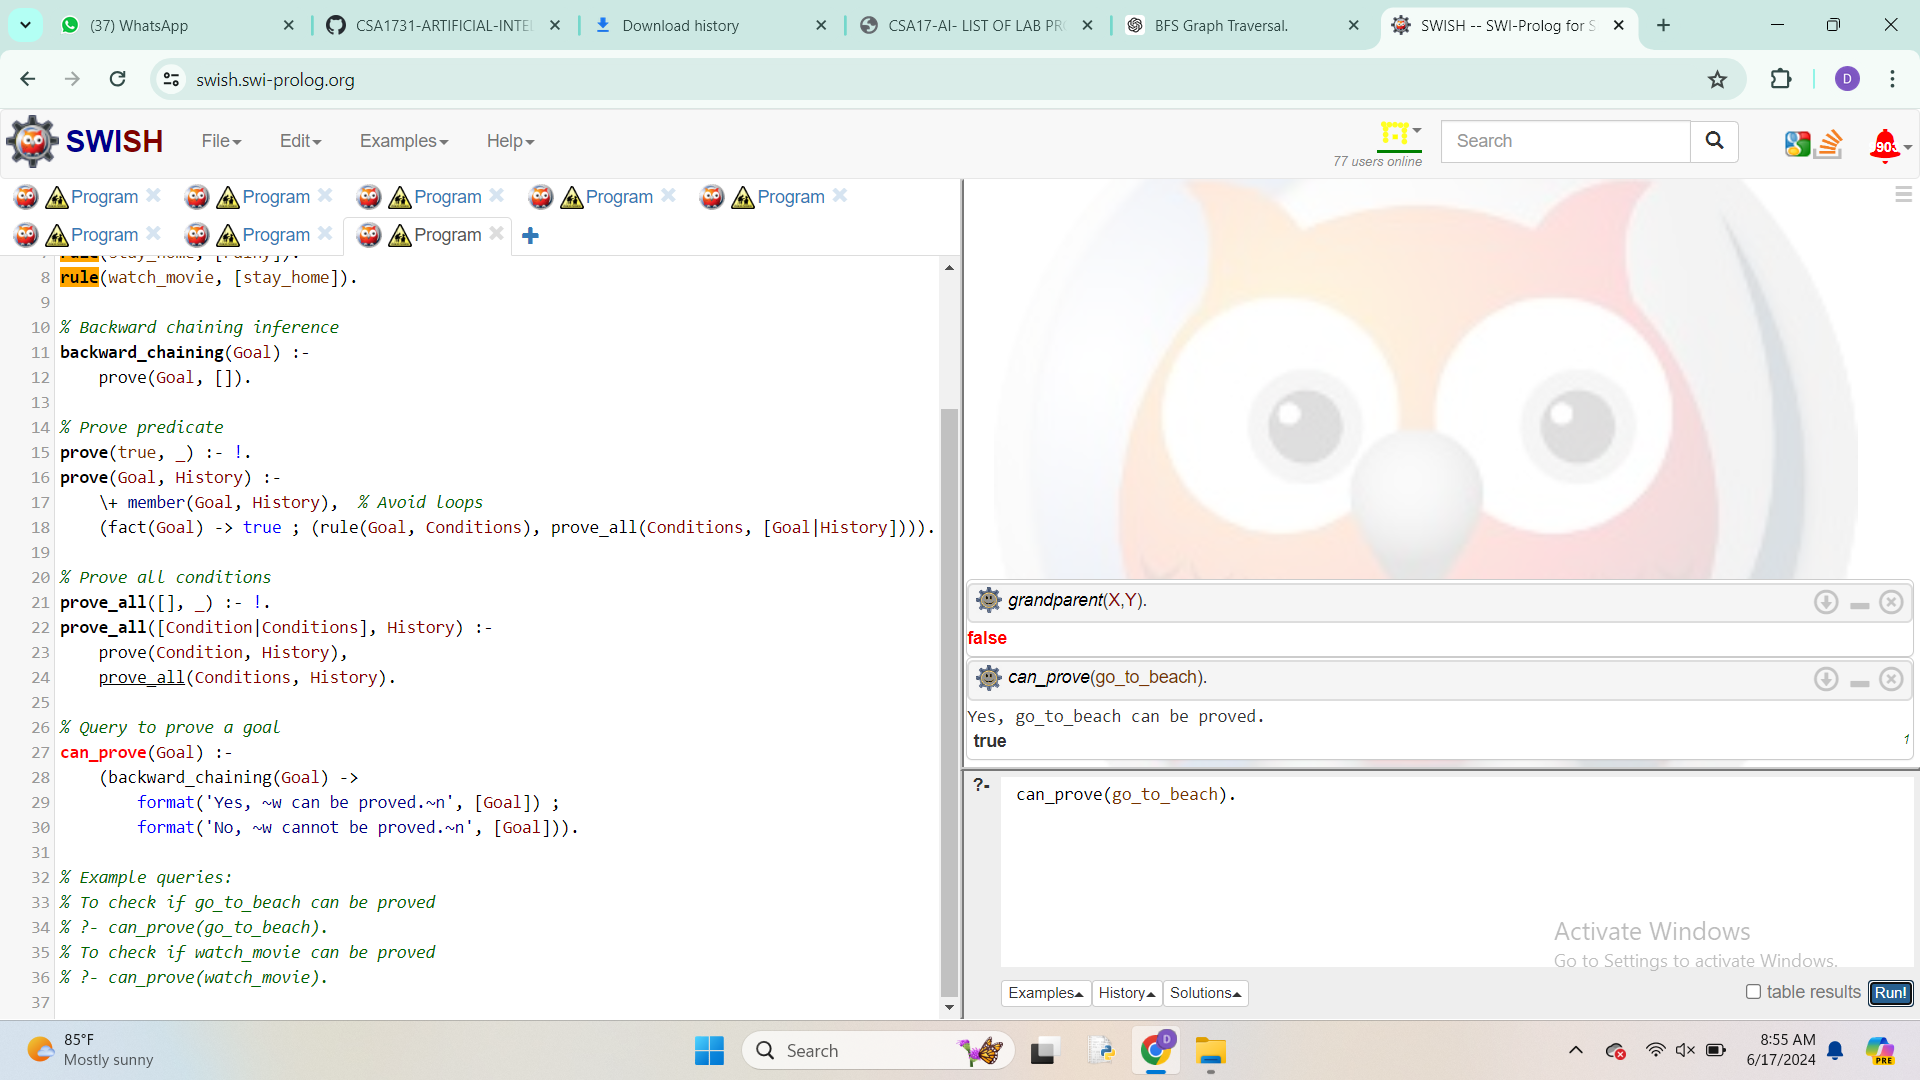 (37) WhatsApp
CSA1731-ARTIFICIAL-INTEL
Download history
CSA17-AI- LIST OF LAB PRO
BFS Graph Traversal.
SWISH -- SWI-Prolog for S
swish.swi-prolog.org
D
SWISH
File
Edit
Examples
Help
77 users online
Search
903
Program
Program
Program
Program
Program
Program
Program
Program
7 rule(stay_home, [rainy]).
8 rule(watch_movie, [stay_home]).
9
10 % Backward chaining inference
11 backward_chaining(Goal) :-
12 prove(Goal, []).
13
14 % Prove predicate
15 prove(true, _) :- !.
16 prove(Goal, History) :-
17 \+ member(Goal, History),  % Avoid loops
18 (fact(Goal) -> true ; (rule(Goal, Conditions), prove_all(Conditions, [Goal|History]))).
19
20 % Prove all conditions
21 prove_all([], _) :- !.
22 prove_all([Condition|Conditions], History) :-
23 prove(Condition, History),
24 prove_all(Conditions, History).
25
26 % Query to prove a goal
27 can_prove(Goal) :-
28 (backward_chaining(Goal) ->
29 format('Yes, ~w can be proved.~n', [Goal]) ;
30 format('No, ~w cannot be proved.~n', [Goal])).
31
32 % Example queries:
33 % To check if go_to_beach can be proved
34 % ?- can_prove(go_to_beach).
35 % To check if watch_movie can be proved
36 % ?- can_prove(watch_movie).
37
grandparent(X,Y).
false
can_prove(go_to_beach).
Yes, go_to_beach can be proved.
true
1
?- can_prove(go_to_beach).
Activate Windows
Go to Settings to activate Windows.
Examples
History
Solutions
table results
Run!
85°F
Mostly sunny
Search
D
8:55 AM
6/17/2024
PRE